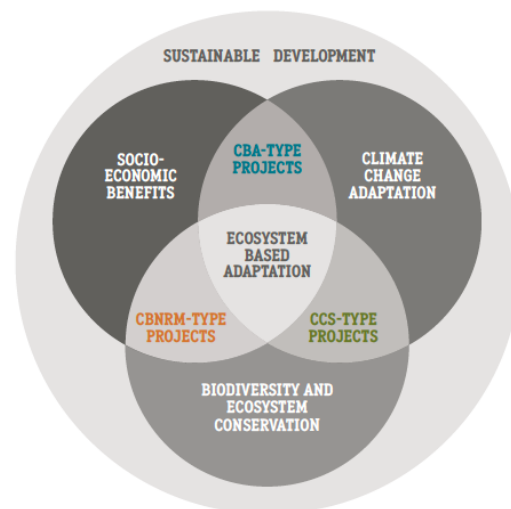 SUSTAINABLE DEVELOPMENT
CBA-TYPE
PROJECTS
SOCIO-
ECONOMIC
BENEFITS
CLIMATE
CHANGE
ADAPTATION
ECOSYSTEM
BASED
ADAPTATION
CBNRM-TYPE
PROJECTS
CCS-TYPE
PROJECTS
BIODIVERSITY AND
ECOSYSTEM
CONSERVATION